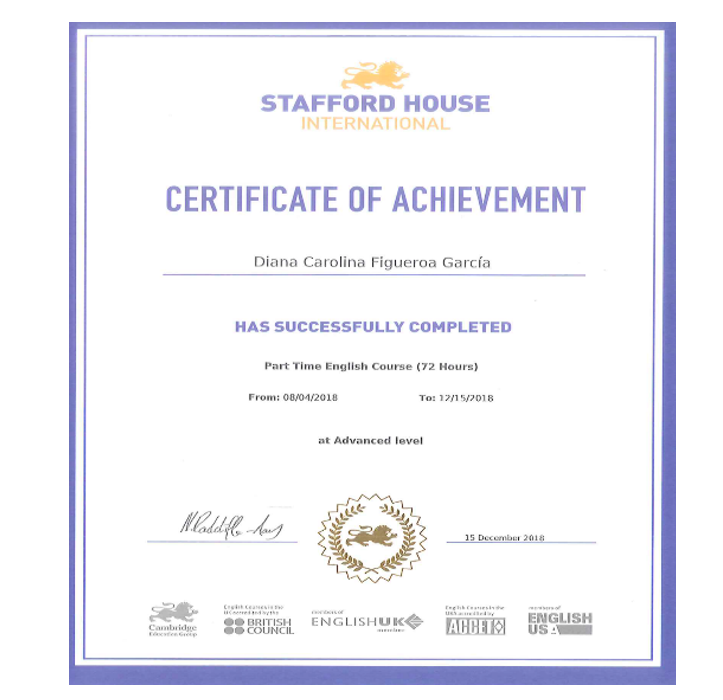 STAFFORD HOUSE
INTERNATIONAL
CERTIFICATE OF ACHIEVEMENT
Diana Carolina Figueroa García
HAS SUCCESSFULLY COMPLETED
Part Time English Course (72 Hours)
From: 08/04/2018 To: 12/15/2018
at Advanced level
15 December 2018
Cambridge
Education Group
English Courses in the
UK accredited by the
BRITISH
COUNCIL
members of
ENGLISHUK
member
English Courses in the
USA accredited by
ACCET
members of
ENGLISH
USA